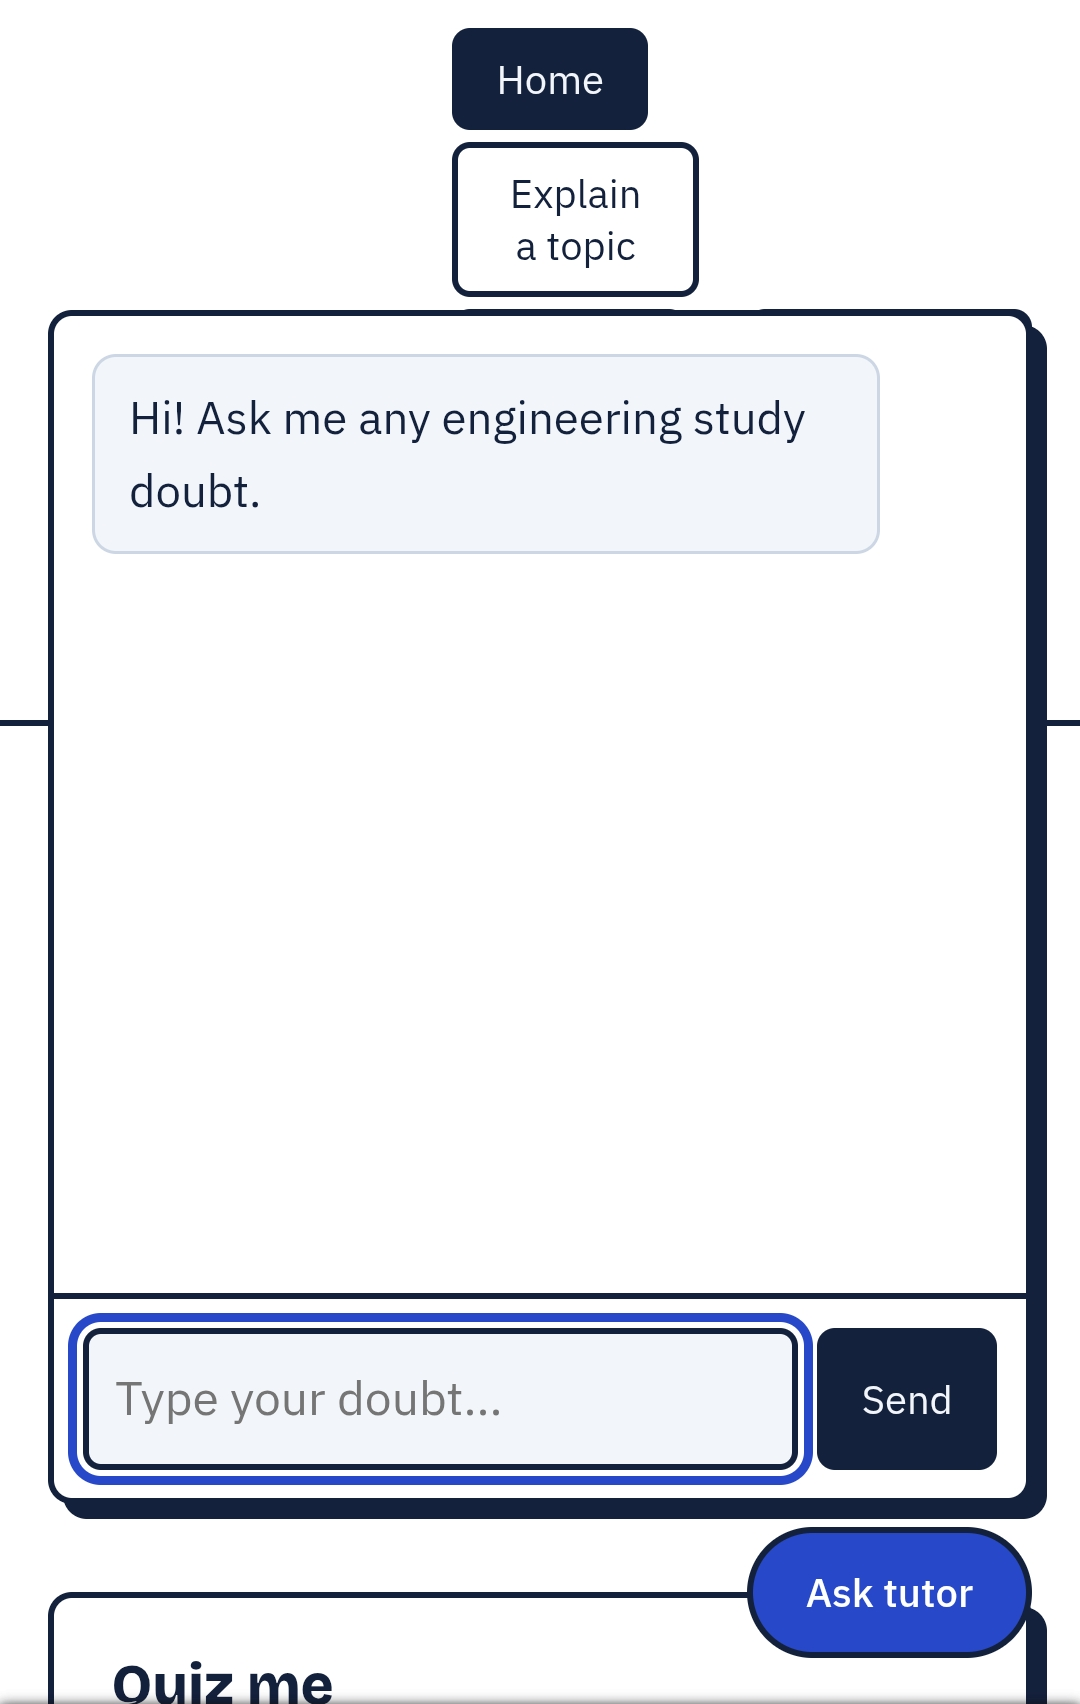 Home
Explain
a topic
Hi! Ask me any engineering study
doubt.
Type your doubt...
Send
Ask tutor
Quiz me